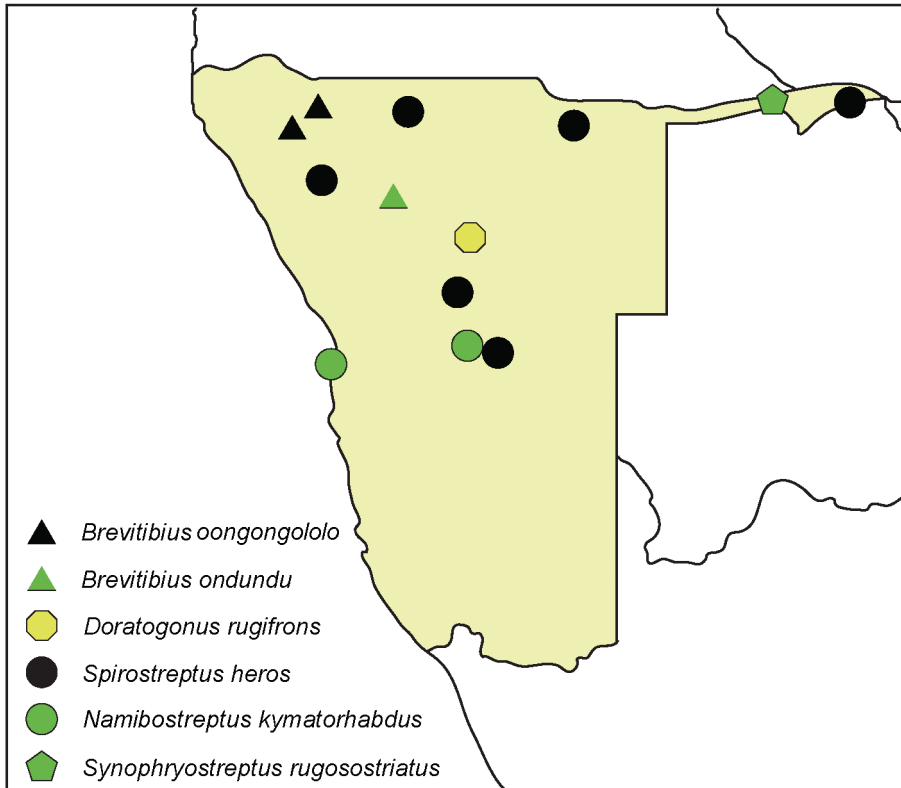 Brevitibius oongongololo
Brevitibius ondundu
Doratogonus rugifrons
Spirostreptus heros
Namibostreptus kymatorhabdus
Synophryostreptus rugosostriatus